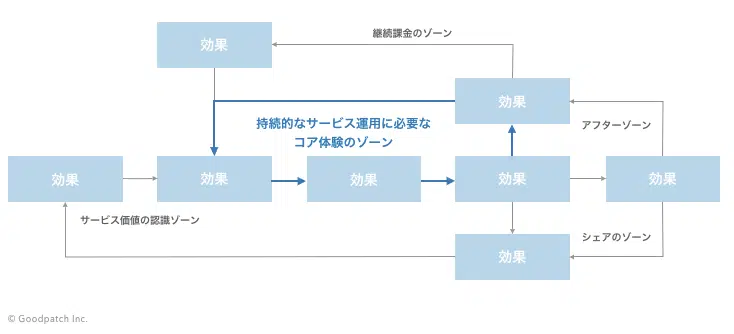 継続課金のゾーン
効果
効果
持続的なサービス運用に必要な
コア体験のゾーン
アフターゾーン
効果
効果
効果
効果
効果
サービス価値の認識ゾーン
シェアのゾーン
効果
© Goodpatch Inc.